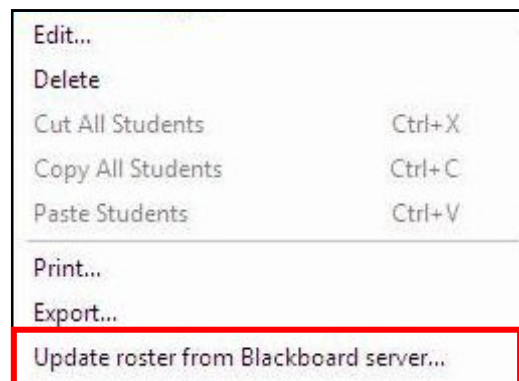 Edit...
Delete
Cut All Students Ctrl+X
Copy All Students Ctrl+C
Paste Students Ctrl+V
Print...
Export...
Update roster from Blackboard server...